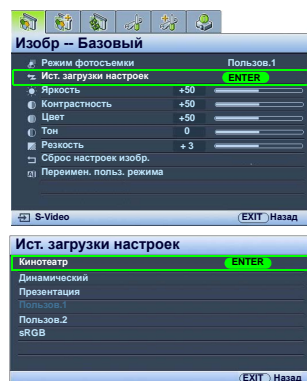 Изобр -- Базовый
Режим фотосъемки Пользов.1
Ист. загрузки настроек ENTER
Яркость +50
Контрастность +50
Цвет +50
Тон 0
Резкость + 3
Сброс настроек изобр.
Переимен. польз. режима
S-Video EXIT Назад
Ист. загрузки настроек
Кинотеатр ENTER
Динамический
Презентация
Пользов.1
Пользов.2
sRGB
EXIT Назад